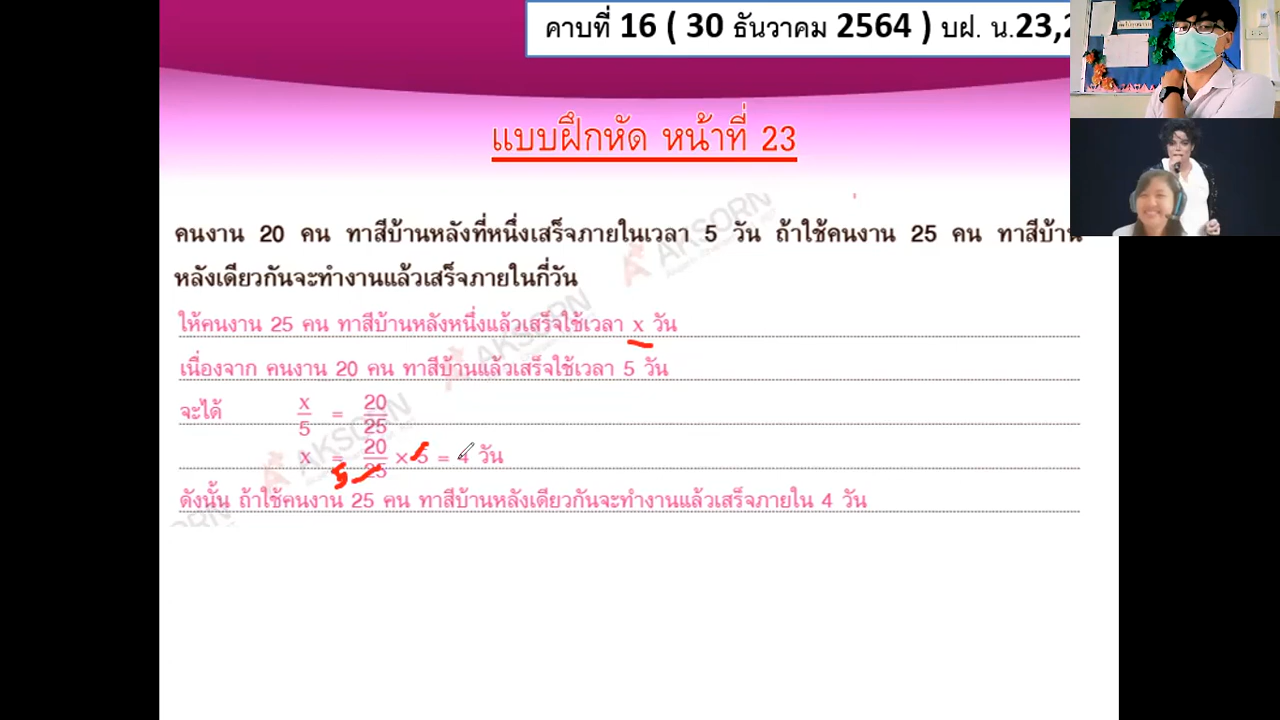 คาบที่ 16 ( 30 ธันวาคม 2564 ) บฝ. น.23,2
แบบฝึกหัด หน้าที่ 23
คนงาน 20 คน ทาสีบ้านหลังที่หนึ่งเสร็จภายในเวลา 5 วัน ถ้าใช้คนงาน 25 คน ทาสีบ้าน
หลังเดียวกันจะทำงานแล้วเสร็จภายในกี่วัน
ให้คนงาน 25 คน ทาสีบ้านหลังหนึ่งแล้วเสร็จใช้เวลา x วัน
เนื่องจาก คนงาน 20 คน ทาสีบ้านแล้วเสร็จใช้เวลา 5 วัน
จะได้ x/5 = 20/25
x = 20/25 × 5 = 4 วัน
5
ดังนั้น ถ้าใช้คนงาน 25 คน ทาสีบ้านหลังเดียวกันจะทำงานแล้วเสร็จภายใน 4 วัน
AKSORN
AKSORN
AKSORN